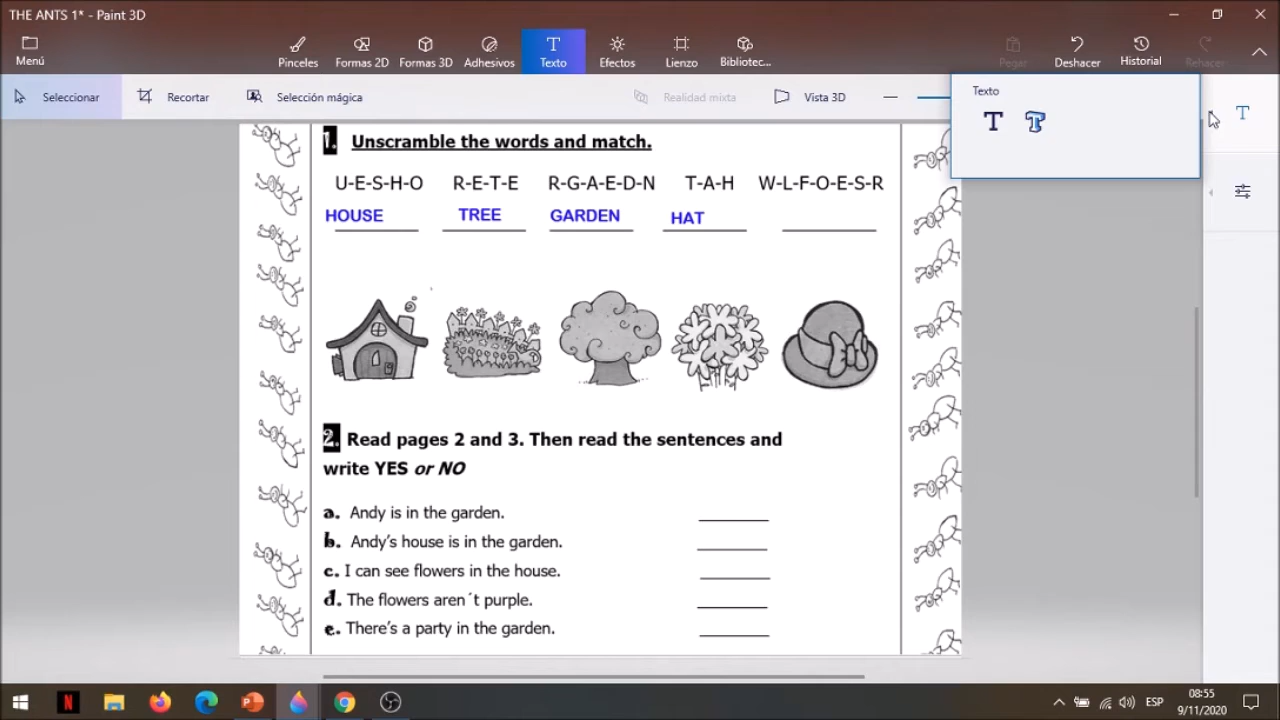 THE ANTS 1* - Paint 3D
Menú
Pinceles
Formas 2D
Formas 3D
Adhesivos
Texto
Efectos
Lienzo
Bibliotec...
Pegar
Deshacer
Historial
Rehacer
Seleccionar
Recortar
Selección mágica
Realidad mixta
Vista 3D
Texto
1. Unscramble the words and match.
U-E-S-H-O R-E-T-E R-G-A-E-D-N T-A-H W-L-F-O-E-S-R
HOUSE TREE GARDEN HAT
2. Read pages 2 and 3. Then read the sentences and
write YES or NO
a. Andy is in the garden.
b. Andy's house is in the garden.
c. I can see flowers in the house.
d. The flowers aren´t purple.
e. There's a party in the garden.
ESP
08:55
9/11/2020